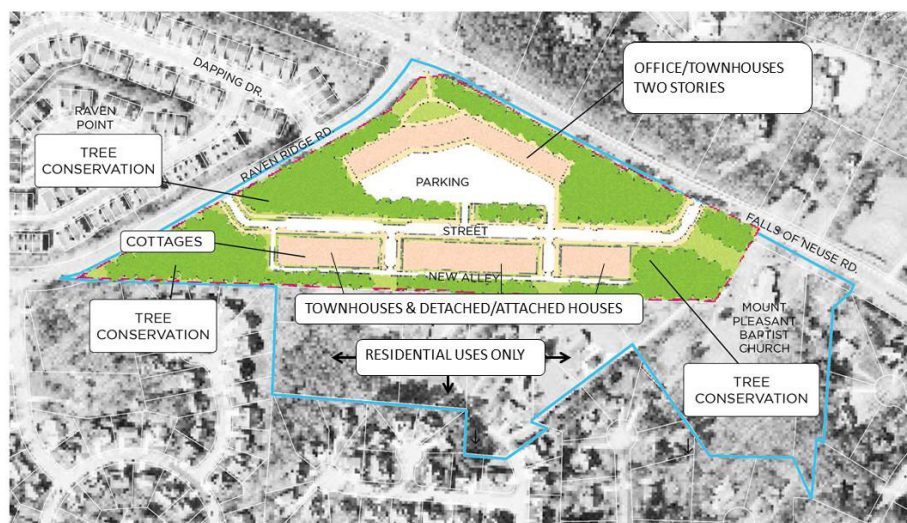 OFFICE/TOWNHOUSES
TWO STORIES
DAPPING DR.
RAVEN
POINT
TREE
CONSERVATION
RAVEN RIDGE RD.
PARKING
STREET
FALLS OF NEUSE RD.
COTTAGES
NEW ALLEY
TOWNHOUSES & DETACHED/ATTACHED HOUSES
TREE
CONSERVATION
MOUNT
PLEASANT
BAPTIST
CHURCH
RESIDENTIAL USES ONLY
TREE
CONSERVATION